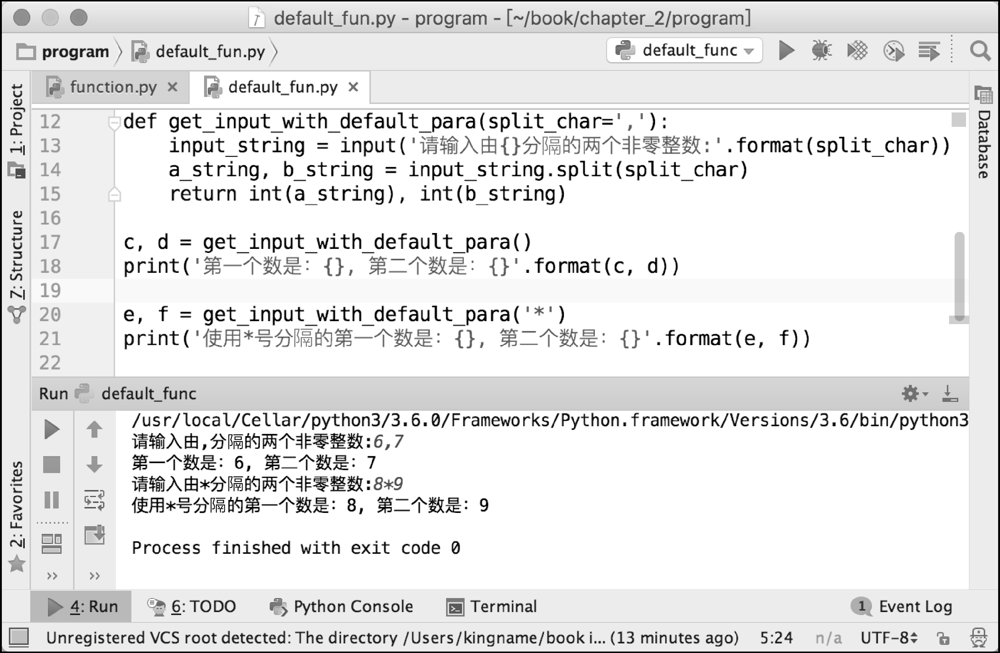 default_fun.py - program - [~/book/chapter_2/program]
program default_fun.py default_func
function.py default_fun.py
1: Project
7: Structure
2: Favorites
Database
12 def get_input_with_default_para(split_char=','):
13 input_string = input('请输入由{}分隔的两个非零整数:'.format(split_char))
14 a_string, b_string = input_string.split(split_char)
15 return int(a_string), int(b_string)
16
17 c, d = get_input_with_default_para()
18 print('第一个数是：{}, 第二个数是：{}'.format(c, d))
19
20 e, f = get_input_with_default_para('*')
21 print('使用*号分隔的第一个数是：{}, 第二个数是：{}'.format(e, f))
22
Run default_func
/usr/local/Cellar/python3/3.6.0/Frameworks/Python.framework/Versions/3.6/bin/python3
请输入由,分隔的两个非零整数:6,7
第一个数是：6, 第二个数是：7
请输入由*分隔的两个非零整数:8*9
使用*号分隔的第一个数是：8, 第二个数是：9
Process finished with exit code 0
4: Run 6: TODO Python Console Terminal 1 Event Log
Unregistered VCS root detected: The directory /Users/kingname/book i... (13 minutes ago) 5:24 n/a UTF-8